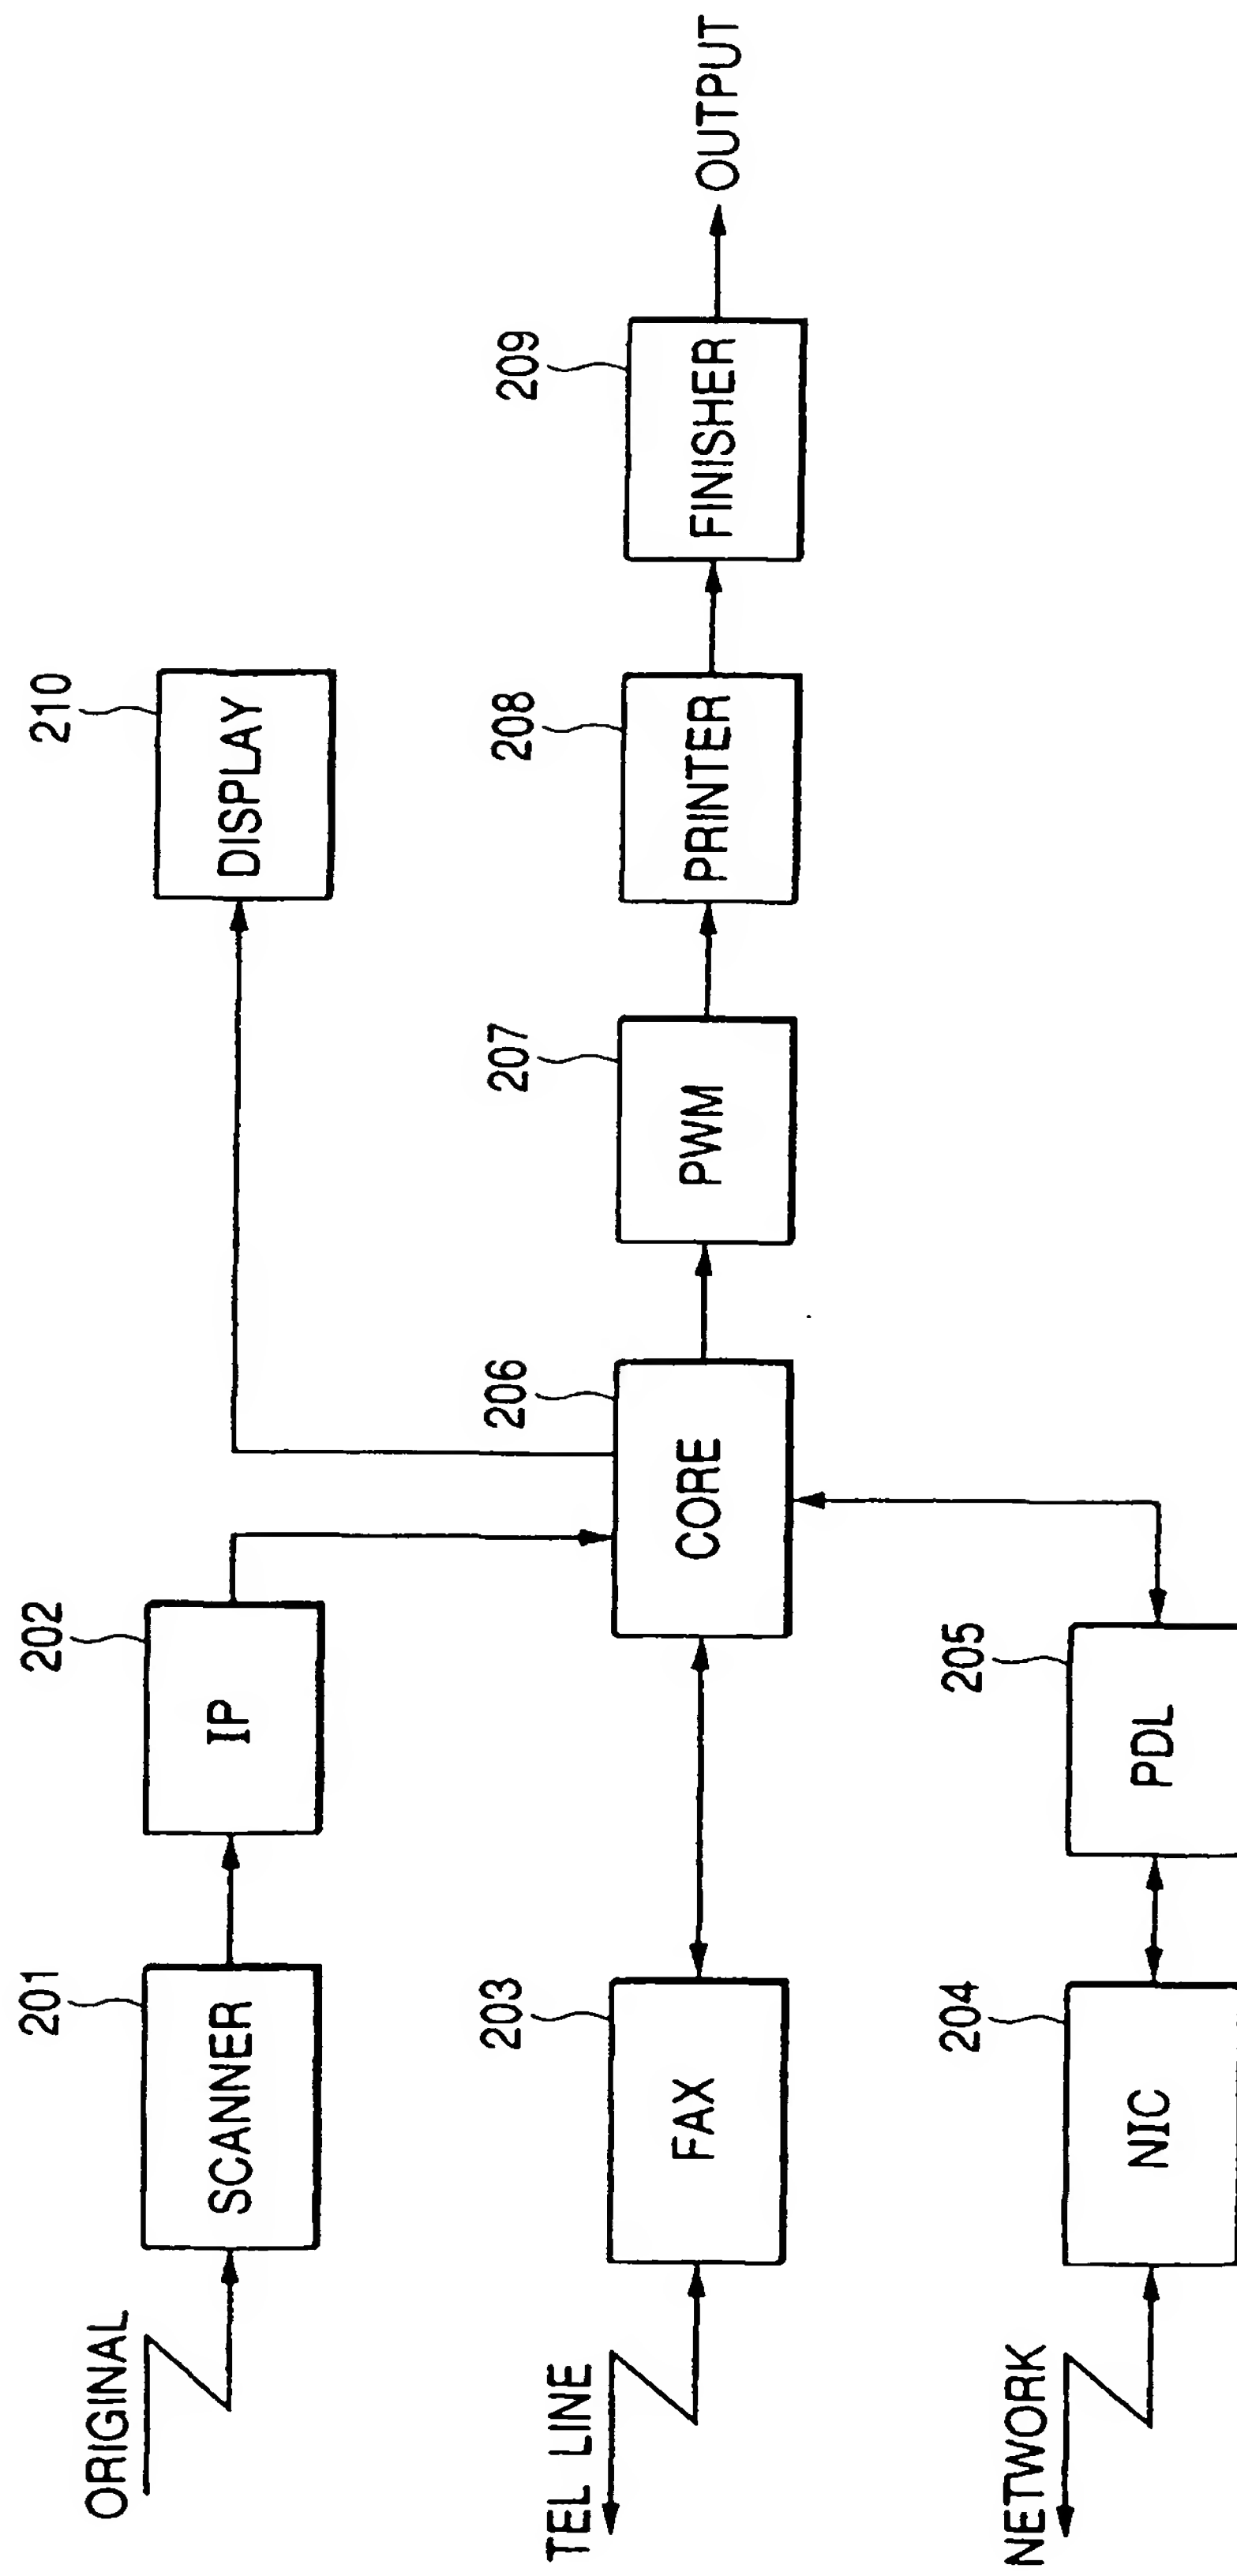 ORIGINAL
201
SCANNER
202
IP
210
DISPLAY
TEL LINE
203
FAX
206
CORE
207
PWM
208
PRINTER
209
FINISHER
OUTPUT
NETWORK
204
NIC
205
PDL